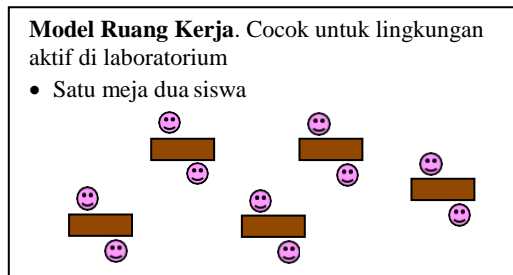 Model Ruang Kerja. Cocok untuk lingkungan
aktif di laboratorium
• Satu meja dua siswa